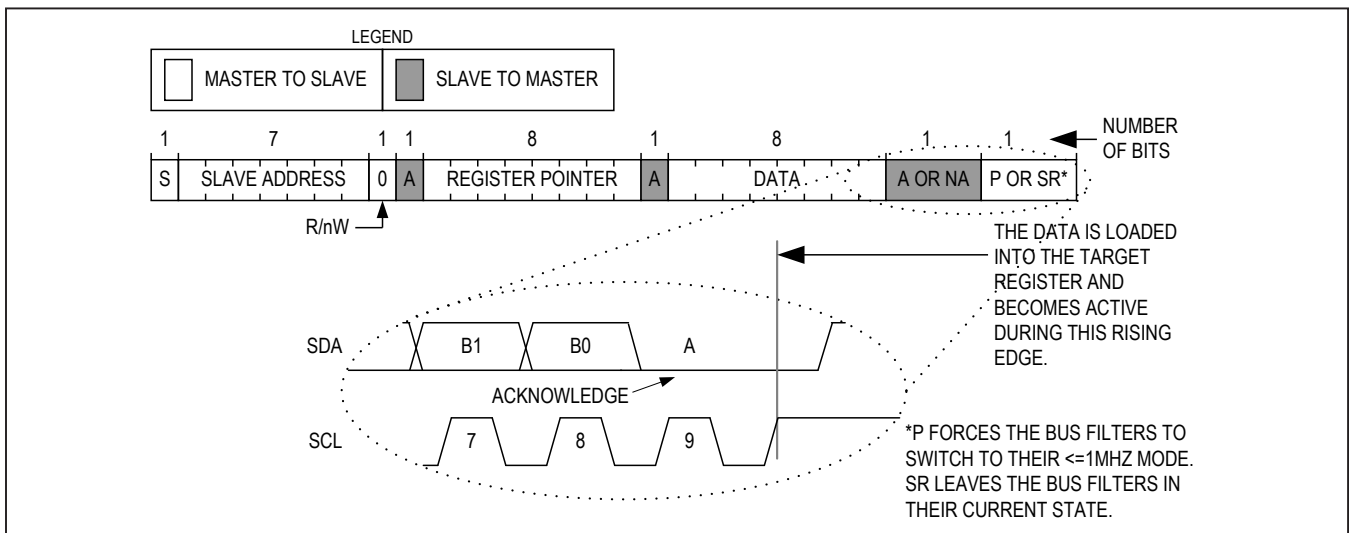 LEGEND
MASTER TO SLAVE
SLAVE TO MASTER
1 7 1 1 8 1 8 1 1
NUMBER
OF BITS
S SLAVE ADDRESS 0 A REGISTER POINTER A DATA A OR NA P OR SR*
R/nW
THE DATA IS LOADED
INTO THE TARGET
REGISTER AND
BECOMES ACTIVE
DURING THIS RISING
EDGE.
SDA B1 B0 A
ACKNOWLEDGE
SCL 7 8 9
*P FORCES THE BUS FILTERS TO
SWITCH TO THEIR <=1MHZ MODE.
SR LEAVES THE BUS FILTERS IN
THEIR CURRENT STATE.